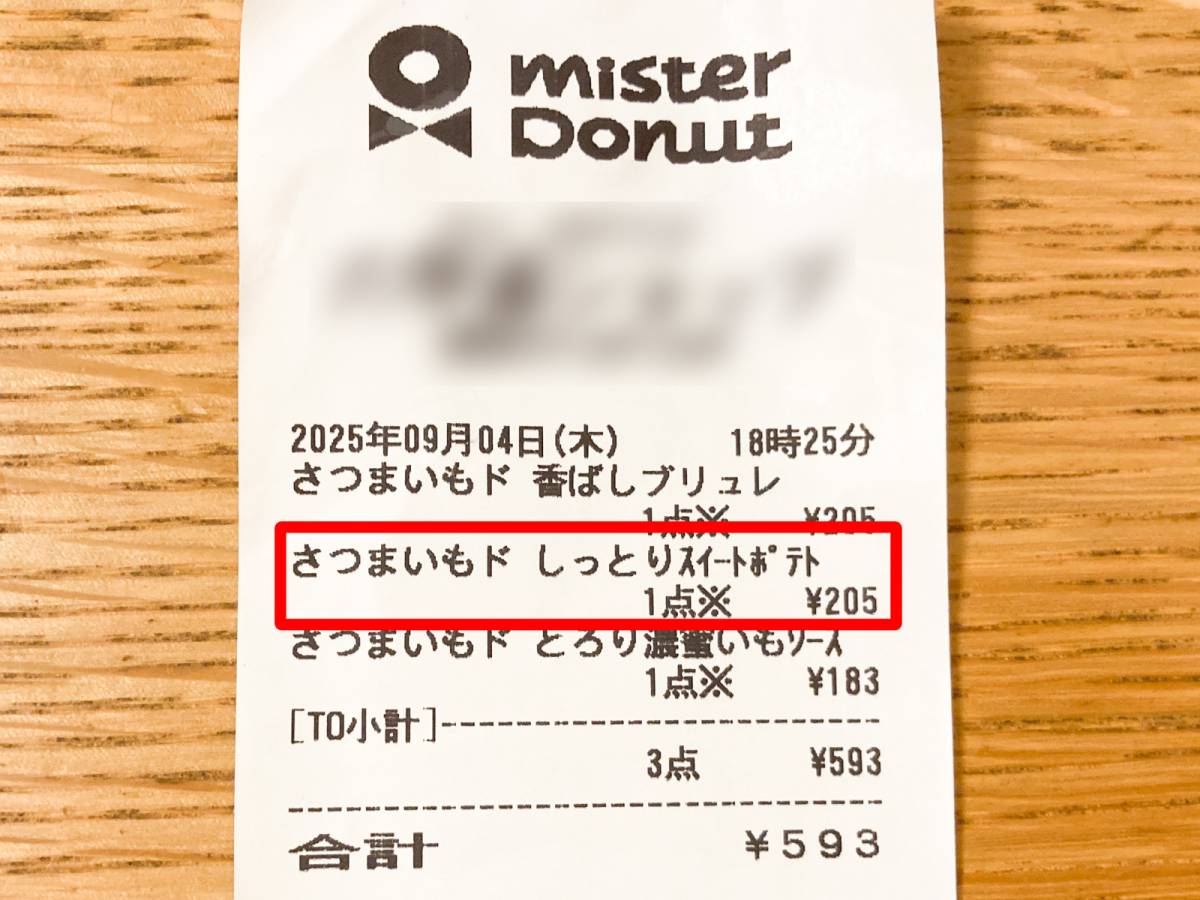 mister
Donut
2025年09月04日(木) 18時25分
さつまいもド 香ばしブリュレ
1点※ ¥205
さつまいもド しっとりスイートポテト
1点※ ¥205
さつまいもド とろり濃蜜いもソース
1点※ ¥183
[TO小計]
3点 ¥593
合計 ¥593